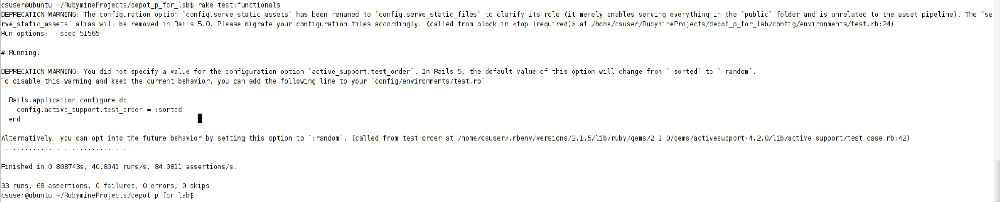 csuser@ubuntu:~/RubymineProjects/depot_p_for_lab$ rake test:functionals
DEPRECATION WARNING: The configuration option `config.serve_static_assets` has been renamed to `config.serve_static_files` to clarify its role (it merely enables serving everything in the `public` folder and is unrelated to the asset pipeline). The `se
rve_static_assets` alias will be removed in Rails 5.0. Please migrate your configuration files accordingly. (called from block in <top (required)> at /home/csuser/RubymineProjects/depot_p_for_lab/config/environments/test.rb:24)
Run options: --seed 51565
# Running:
DEPRECATION WARNING: You did not specify a value for the configuration option `active_support.test_order`. In Rails 5, the default value of this option will change from `:sorted` to `:random`.
To disable this warning and keep the current behavior, you can add the following line to your `config/environments/test.rb`:
  Rails.application.configure do
    config.active_support.test_order = :sorted
  end
Alternatively, you can opt into the future behavior by setting this option to `:random`. (called from test_order at /home/csuser/.rbenv/versions/2.1.5/lib/ruby/gems/2.1.0/gems/activesupport-4.2.0/lib/active_support/test_case.rb:42)
.................................
Finished in 0.808743s, 40.8041 runs/s, 84.0811 assertions/s.
33 runs, 68 assertions, 0 failures, 0 errors, 0 skips
csuser@ubuntu:~/RubymineProjects/depot_p_for_lab$